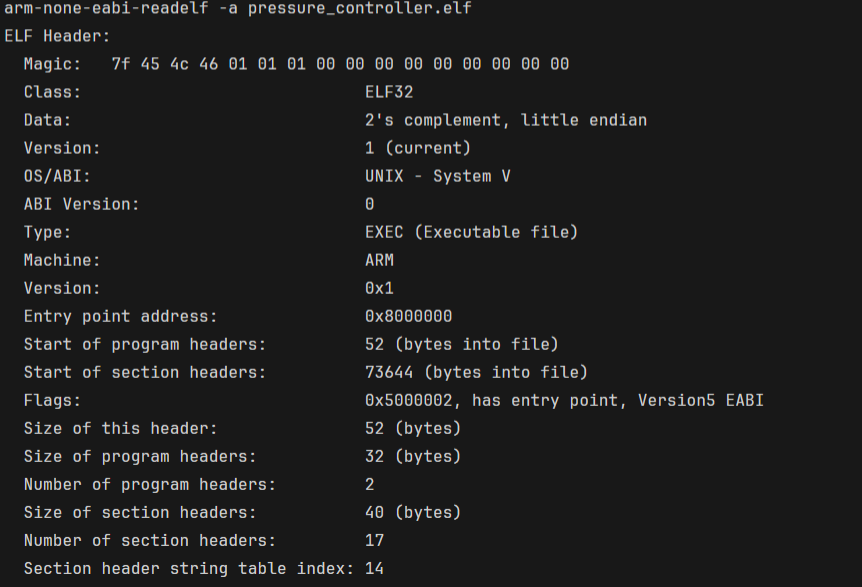 arm-none-eabi-readelf -a pressure_controller.elf
ELF Header:
  Magic:   7f 45 4c 46 01 01 01 00 00 00 00 00 00 00 00 00
  Class:                             ELF32
  Data:                              2's complement, little endian
  Version:                           1 (current)
  OS/ABI:                            UNIX - System V
  ABI Version:                       0
  Type:                              EXEC (Executable file)
  Machine:                           ARM
  Version:                           0x1
  Entry point address:               0x8000000
  Start of program headers:          52 (bytes into file)
  Start of section headers:          73644 (bytes into file)
  Flags:                             0x5000002, has entry point, Version5 EABI
  Size of this header:               52 (bytes)
  Size of program headers:           32 (bytes)
  Number of program headers:         2
  Size of section headers:           40 (bytes)
  Number of section headers:         17
  Section header string table index: 14